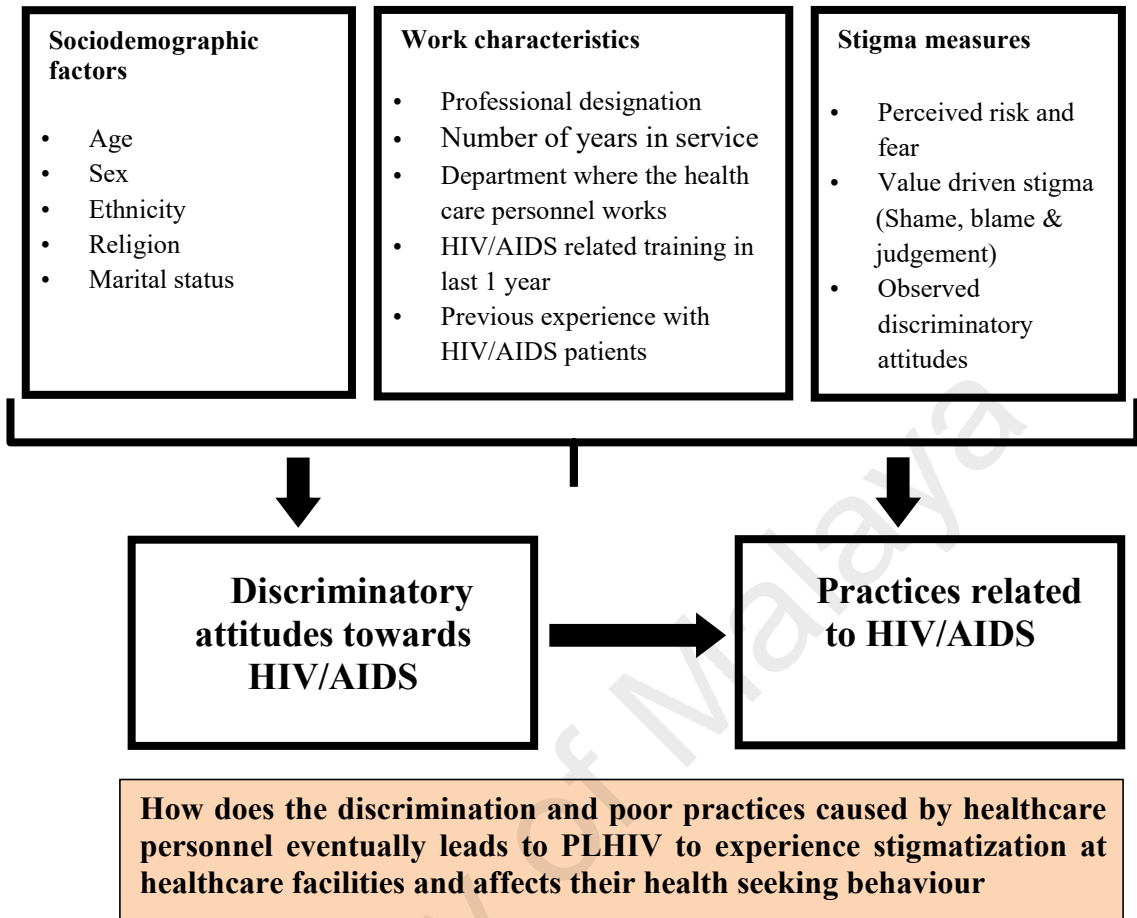 Sociodemographic
factors
• Age
• Sex
• Ethnicity
• Religion
• Marital status
Work characteristics
• Professional designation
• Number of years in service
• Department where the health
care personnel works
• HIV/AIDS related training in
last 1 year
• Previous experience with
HIV/AIDS patients
Stigma measures
• Perceived risk and
fear
• Value driven stigma
(Shame, blame &
judgement)
• Observed
discriminatory
attitudes
Discriminatory
attitudes towards
HIV/AIDS
Practices related
to HIV/AIDS
How does the discrimination and poor practices caused by healthcare
personnel eventually leads to PLHIV to experience stigmatization at
healthcare facilities and affects their health seeking behaviour
of Malaya